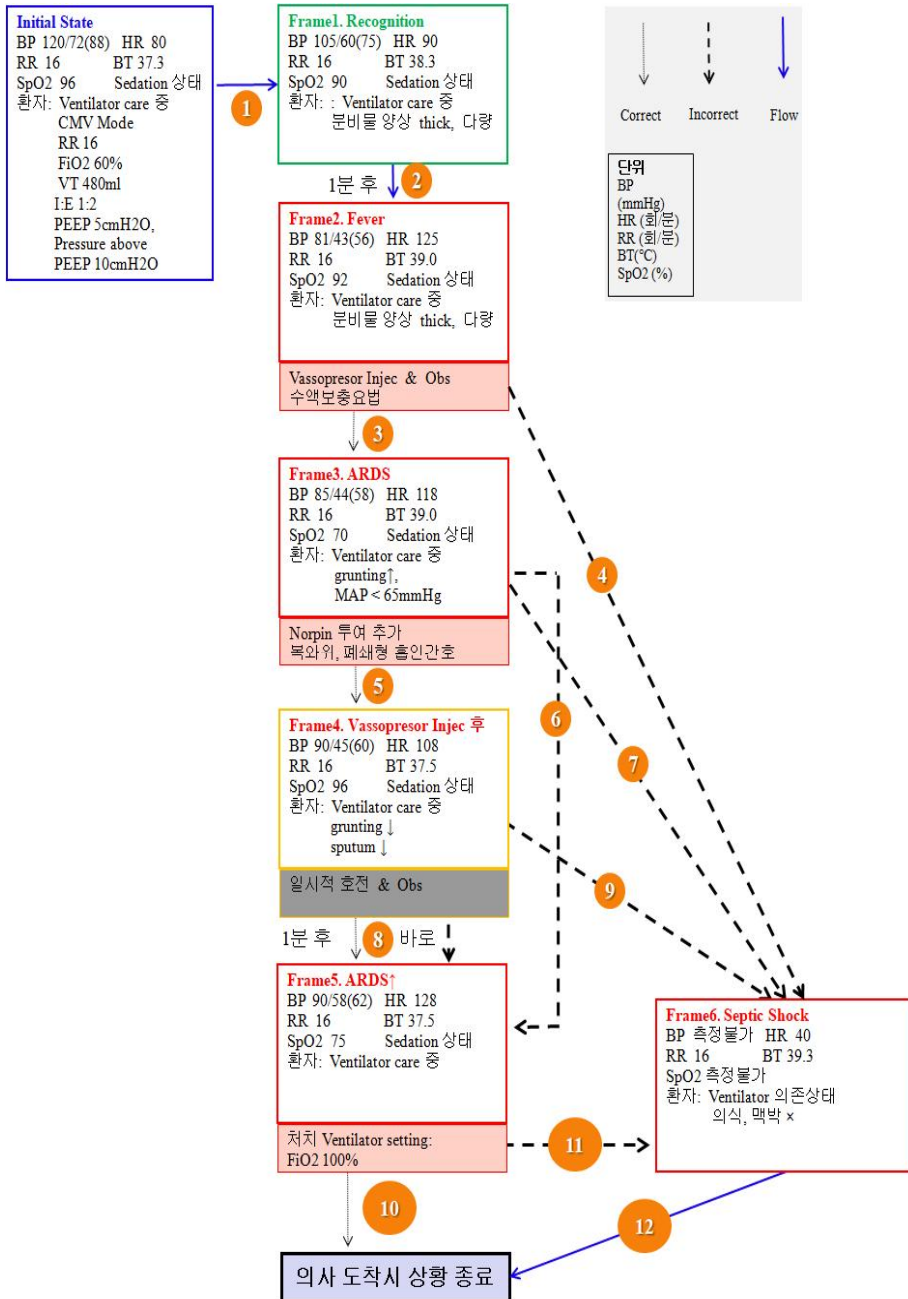 Initial State
BP 120/72(88) HR 80
RR 16 BT 37.3
SpO2 96 Sedation 상태
환자: Ventilator care 중
CMV Mode
RR 16
FiO2 60%
VT 480ml
I:E 1:2
PEEP 5cmH2O,
Pressure above
PEEP 10cmH2O
1
Frame1. Recognition
BP 105/60(75) HR 90
RR 16 BT 38.3
SpO2 90 Sedation 상태
환자: : Ventilator care 중
분비물 양상 thick, 다량
Correct Incorrect Flow
단위
BP
(mmHg)
HR (회/분)
RR (회/분)
BT(℃)
SpO2 (%)
1분 후 2
Frame2. Fever
BP 81/43(56) HR 125
RR 16 BT 39.0
SpO2 92 Sedation 상태
환자: Ventilator care 중
분비물 양상 thick, 다량
Vassopresor Injec & Obs
수액보충요법
3
Frame3. ARDS
BP 85/44(58) HR 118
RR 16 BT 39.0
SpO2 70 Sedation 상태
환자: Ventilator care 중
grunting↑,
MAP < 65mmHg
Norpin 투여 추가
복와위, 폐쇄형 흡인간호
4
5
6
7
Frame4. Vassopresor Injec 후
BP 90/45(60) HR 108
RR 16 BT 37.5
SpO2 96 Sedation 상태
환자: Ventilator care 중
grunting ↓
sputum ↓
일시적 호전 & Obs
9
1분 후 8 바로
Frame5. ARDS↑
BP 90/58(62) HR 128
RR 16 BT 37.5
SpO2 75 Sedation 상태
환자: Ventilator care 중
처치 Ventilator setting:
FiO2 100%
Frame6. Septic Shock
BP 측정불가 HR 40
RR 16 BT 39.3
SpO2 측정불가
환자: Ventilator 의존상태
의식, 맥박 ×
11
10
12
의사 도착시 상황 종료